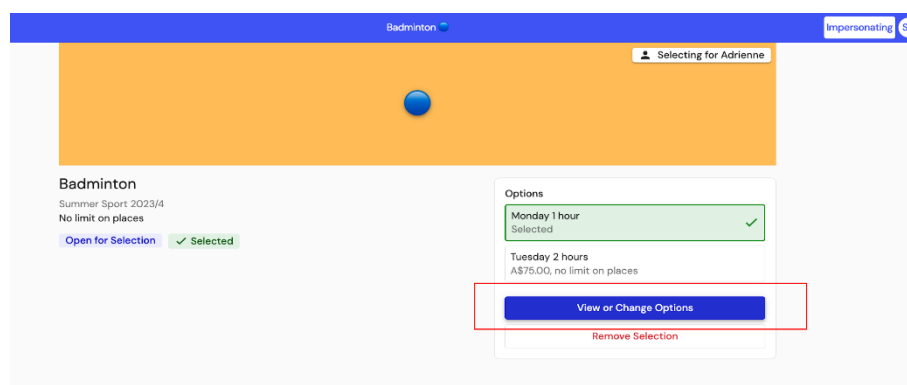 Badminton
Impersonating
Selecting for Adrienne
Badminton
Summer Sport 2023/4
No limit on places
Open for Selection
Selected
Options
Monday 1 hour
Selected
Tuesday 2 hours
A$75.00, no limit on places
View or Change Options
Remove Selection